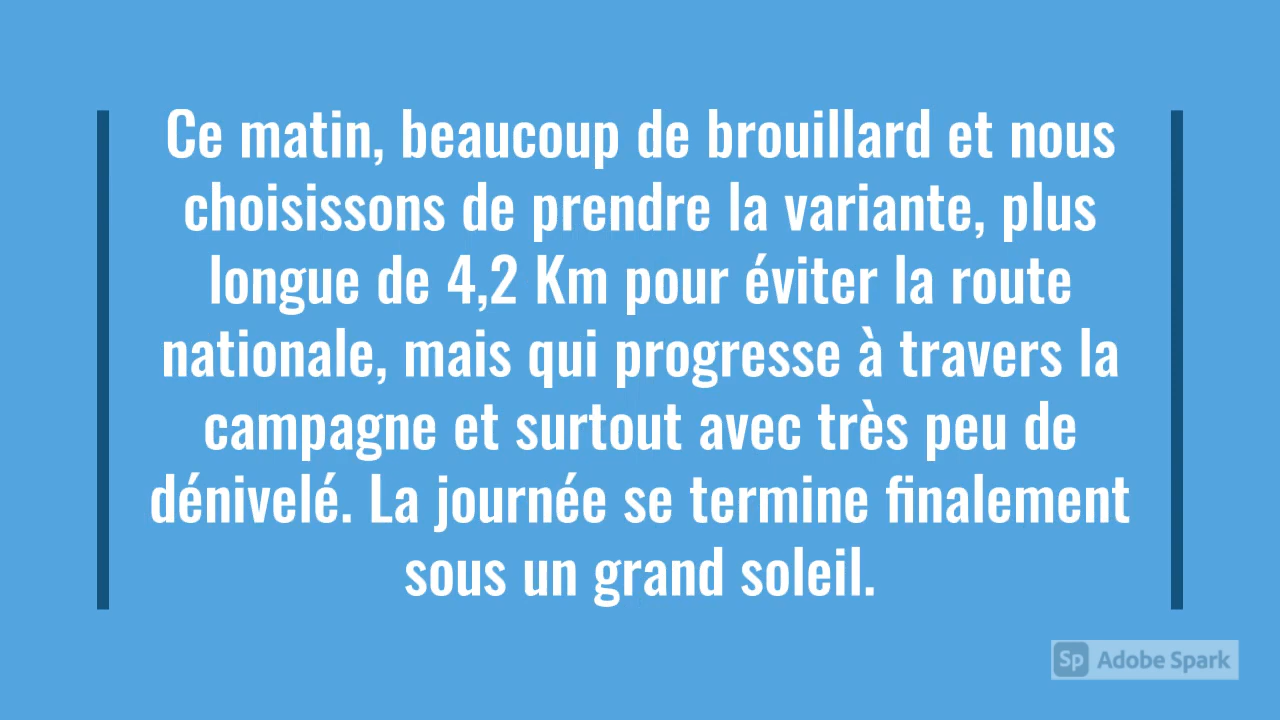 Ce matin, beaucoup de brouillard et nous
choisissons de prendre la variante, plus
longue de 4,2 Km pour éviter la route
nationale, mais qui progresse à travers la
campagne et surtout avec très peu de
dénivelé. La journée se termine finalement
sous un grand soleil.
Sp Adobe Spark